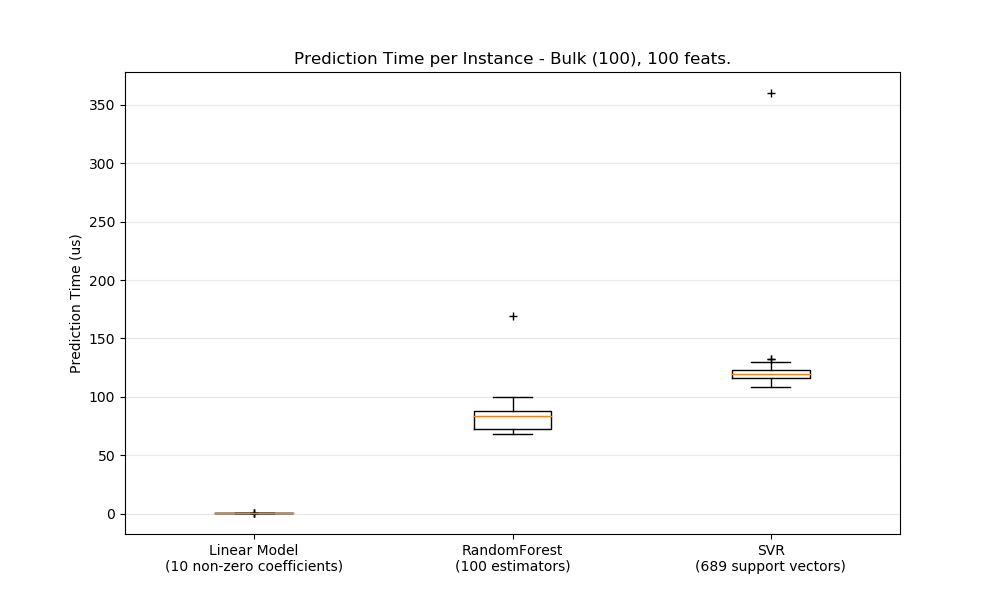 Prediction Time per Instance - Bulk (100), 100 feats.
Prediction Time (us)
350
300
250
200
150
100
50
0
Linear Model
(10 non-zero coefficients)
RandomForest
(100 estimators)
SVR
(689 support vectors)